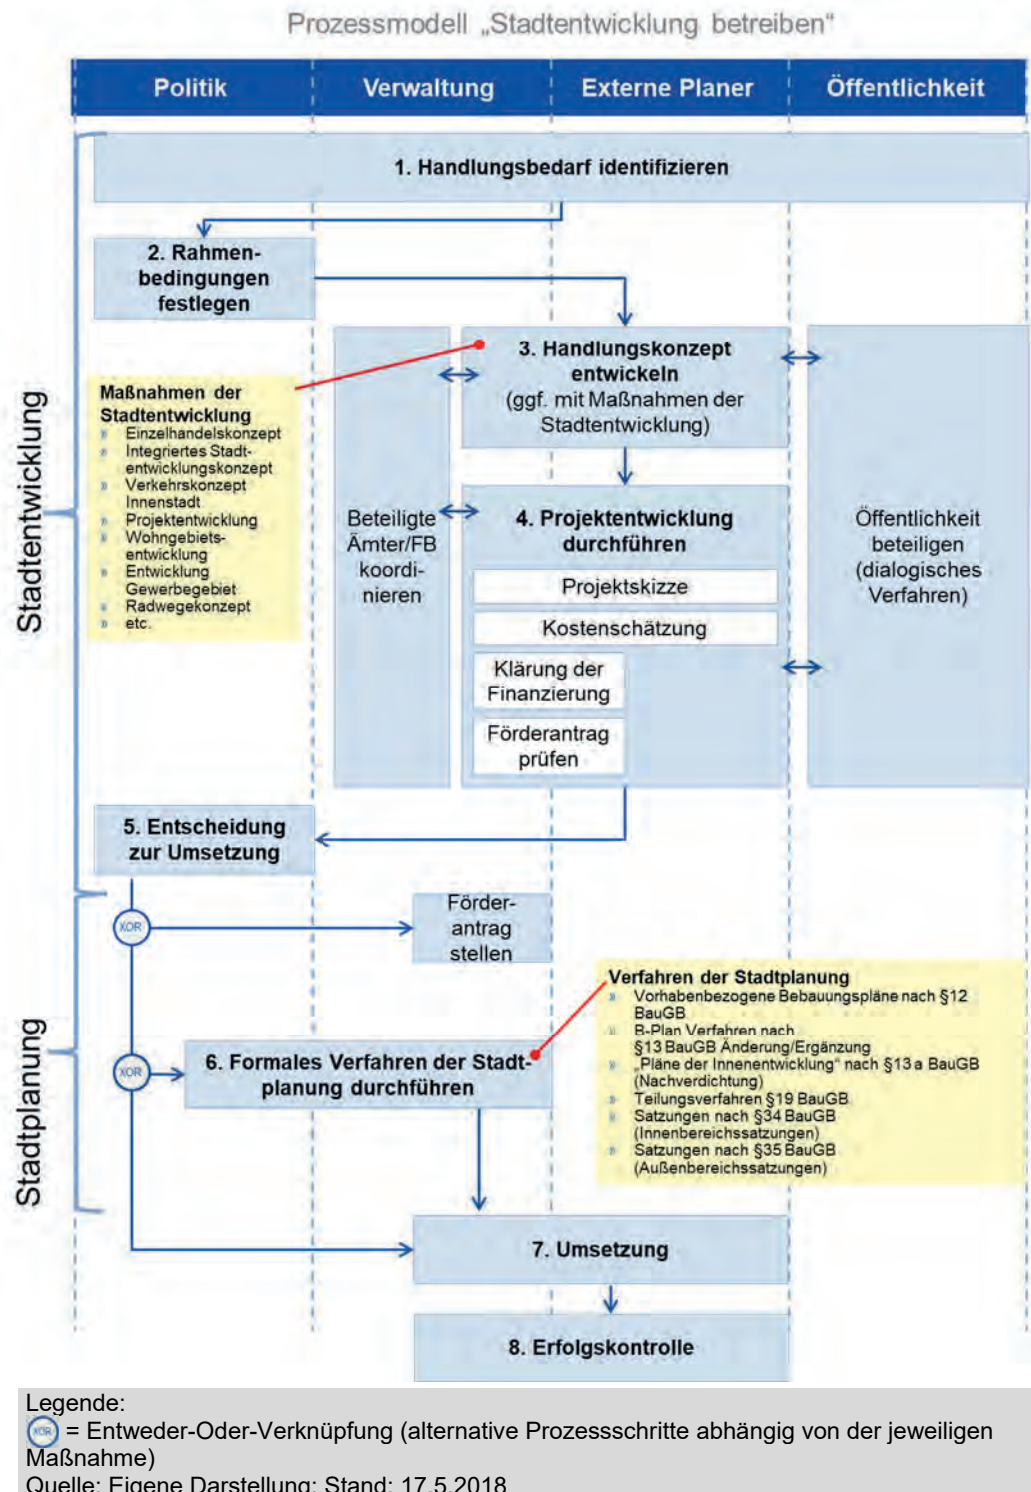 Prozessmodell „Stadtentwicklung betreiben“
Politik
Verwaltung
Externe Planer
Öffentlichkeit
Stadtentwicklung
1. Handlungsbedarf identifizieren
2. Rahmen-
bedingungen
festlegen
3. Handlungskonzept
entwickeln
(ggf. mit Maßnahmen der
Stadtentwicklung)
Maßnahmen der
Stadtentwicklung
» Einzelhandelskonzept
» Integriertes Stadt-
entwicklungskonzept
» Verkehrskonzept
Innenstadt
» Projektentwicklung
» Wohngebiets-
entwicklung
» Entwicklung
Gewerbegebiet
» Radwegekonzept
» etc.
Beteiligte
Ämter/FB
koordi-
nieren
4. Projektentwicklung
durchführen
Projektskizze
Kostenschätzung
Klärung der
Finanzierung
Förderantrag
prüfen
Öffentlichkeit
beteiligen
(dialogisches
Verfahren)
5. Entscheidung
zur Umsetzung
Stadtplanung
XOR
Förder-
antrag
stellen
Verfahren der Stadtplanung
» Vorhabenbezogene Bebauungspläne nach §12
BauGB
» B-Plan Verfahren nach
§13 BauGB Änderung/Ergänzung
» „Pläne der Innenentwicklung“ nach §13 a BauGB
(Nachverdichtung)
» Teilungsverfahren §19 BauGB
» Satzungen nach §34 BauGB
(Innenbereichssatzungen)
» Satzungen nach §35 BauGB
(Außenbereichssatzungen)
XOR
6. Formales Verfahren der Stadt-
planung durchführen
7. Umsetzung
8. Erfolgskontrolle
Legende:
XOR = Entweder-Oder-Verknüpfung (alternative Prozessschritte abhängig von der jeweiligen
Maßnahme)
Quelle: Eigene Darstellung; Stand: 17.5.2018